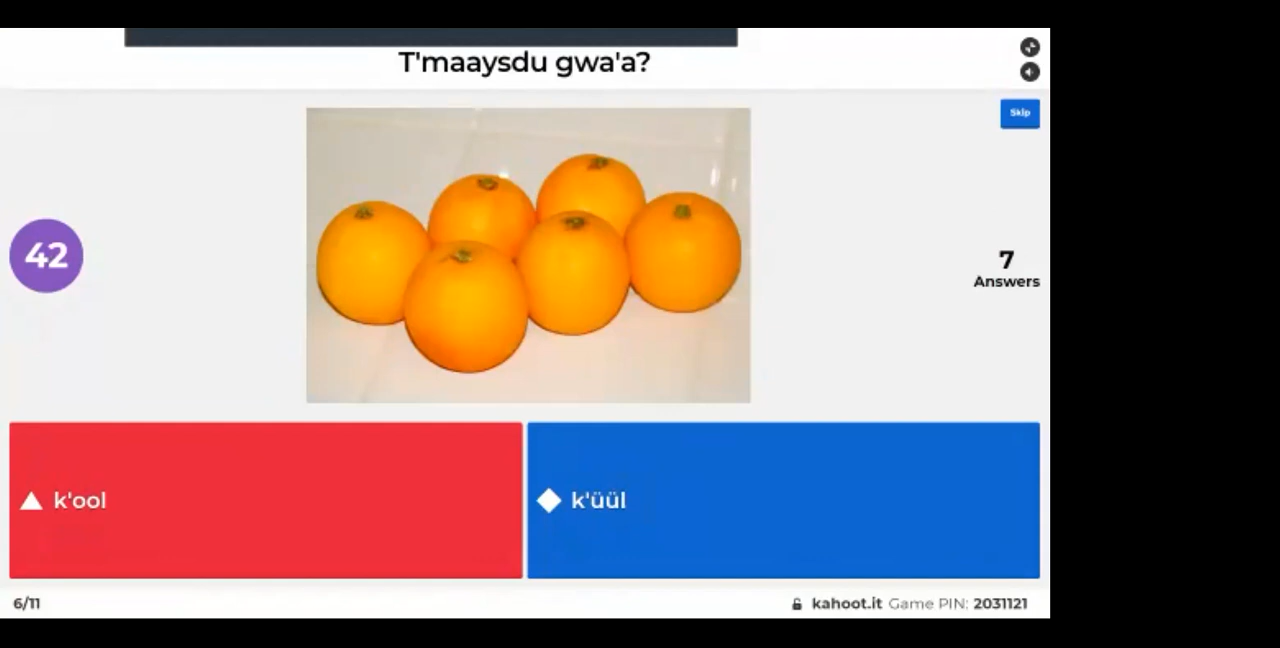 T'maaysdu gwa'a?
Skip
42
7
Answers
k'ool
k'üül
6/11
kahoot.it Game PIN: 2031121